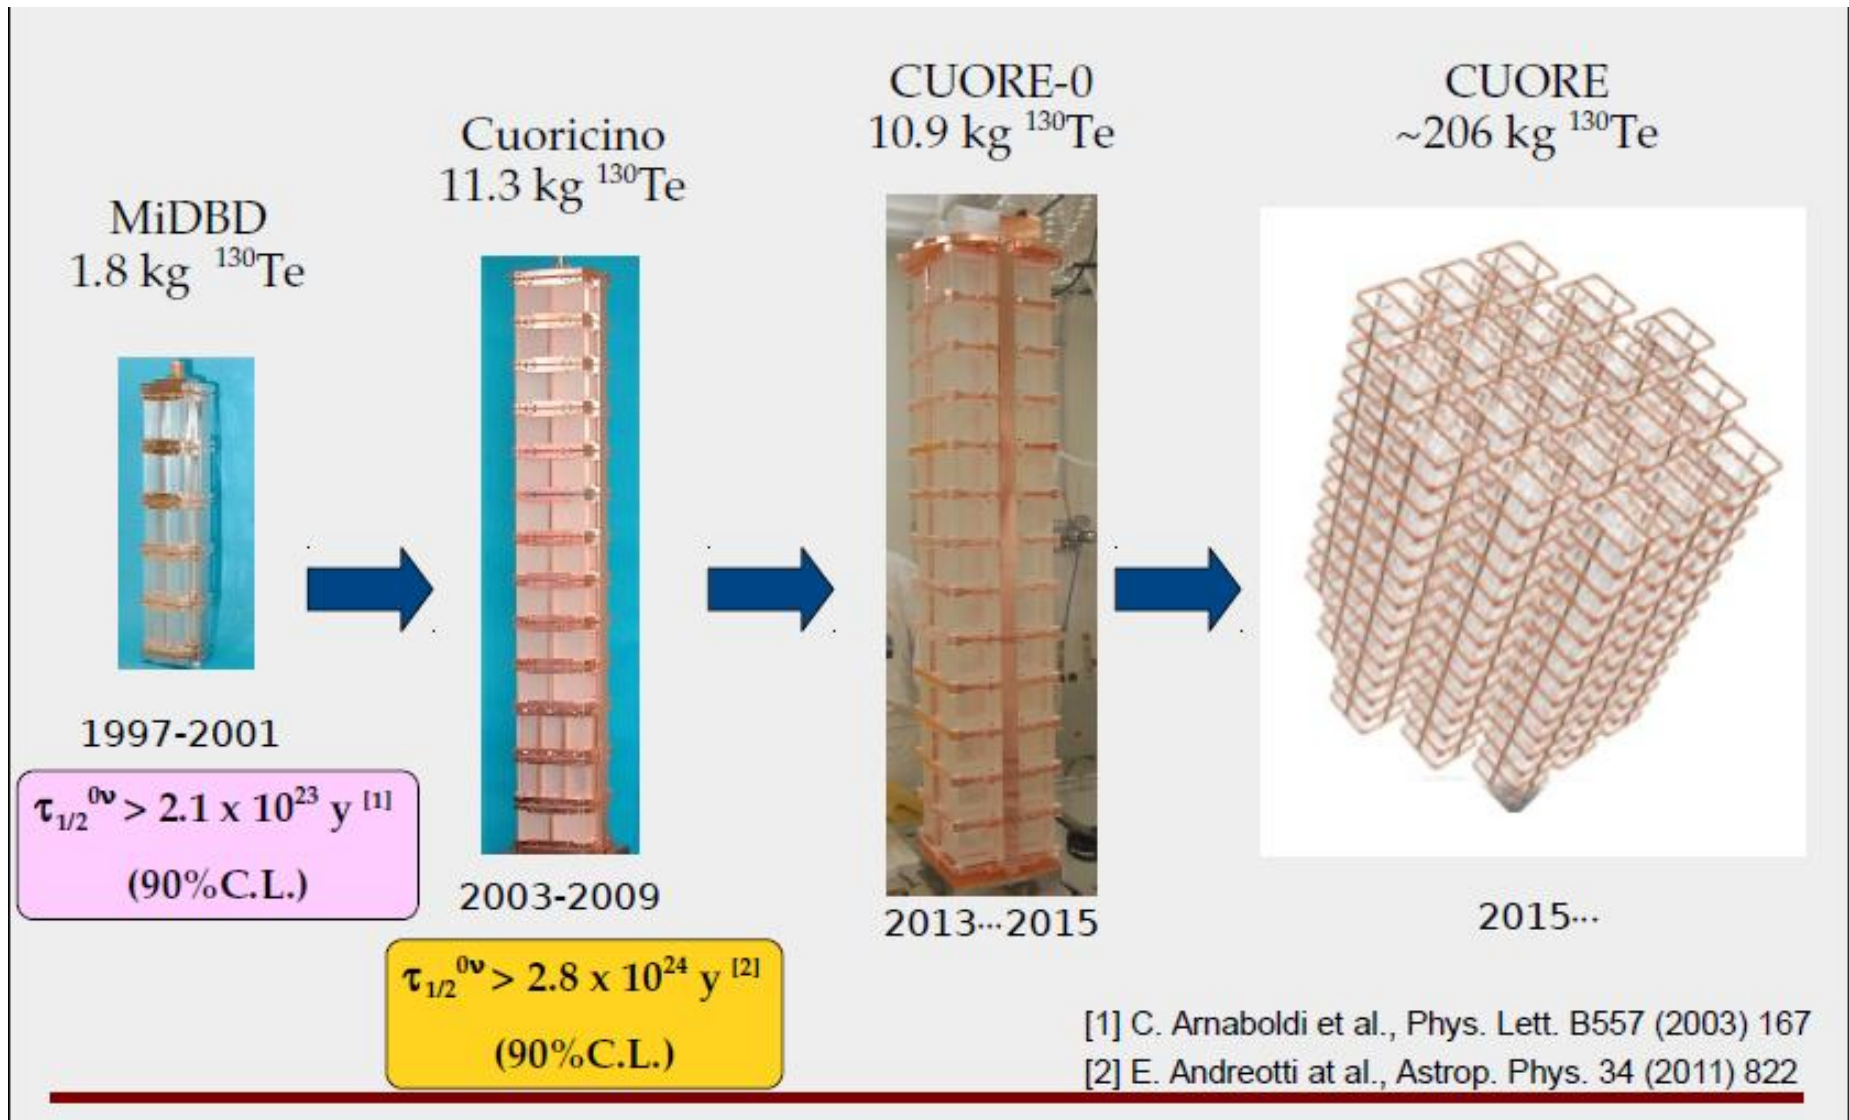 MiDBD
1.8 kg ¹³⁰Te
1997-2001
τ₁/₂⁰ᵛ > 2.1 x 10²³ y [1]
(90%C.L.)
Cuoricino
11.3 kg ¹³⁰Te
2003-2009
τ₁/₂⁰ᵛ > 2.8 x 10²⁴ y [2]
(90%C.L.)
CUORE-0
10.9 kg ¹³⁰Te
2013···2015
CUORE
~206 kg ¹³⁰Te
2015···
[1] C. Arnaboldi et al., Phys. Lett. B557 (2003) 167
[2] E. Andreotti at al., Astrop. Phys. 34 (2011) 822